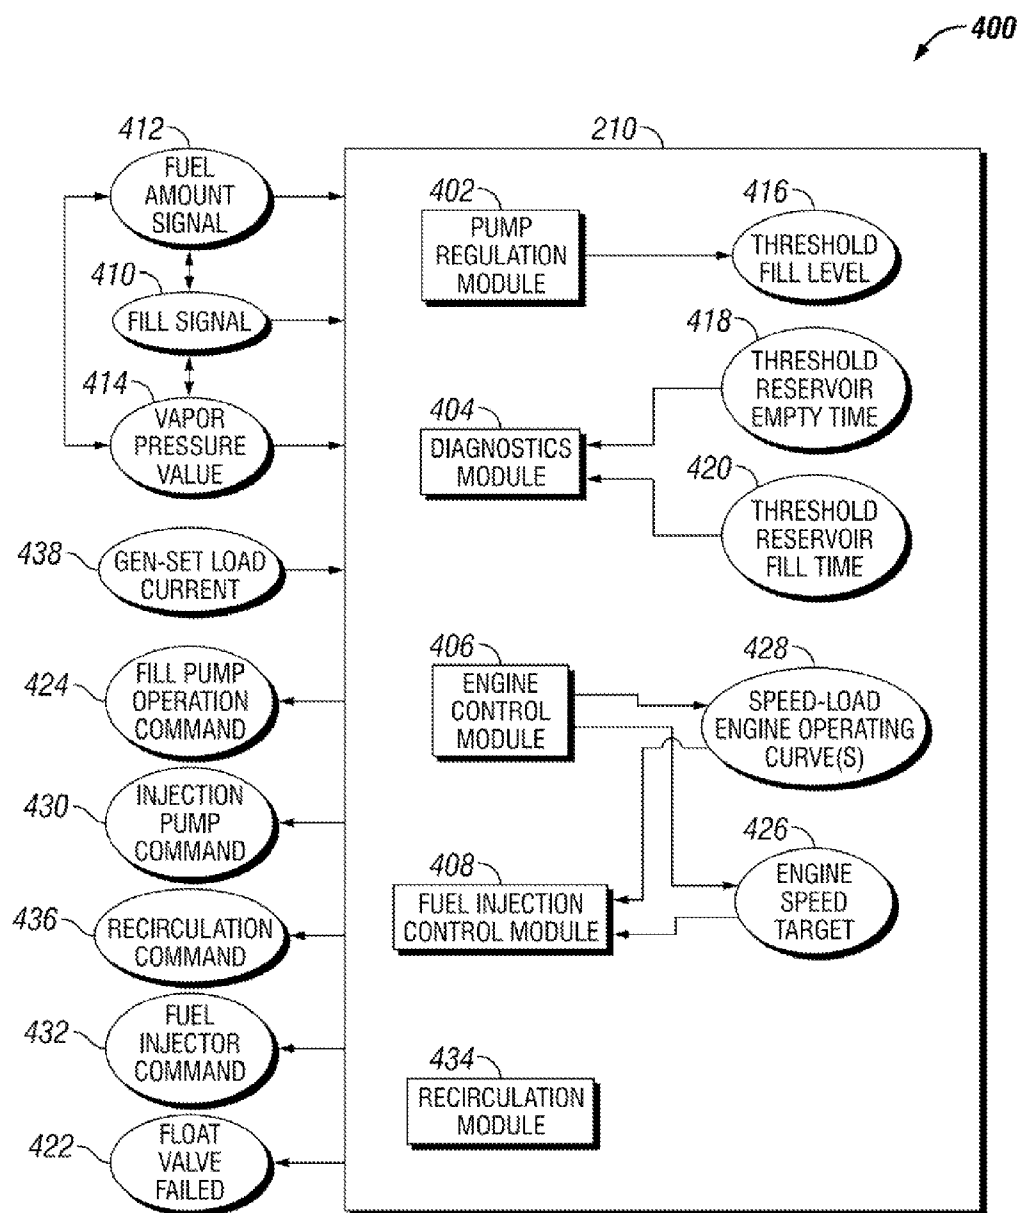 400
412
FUEL
AMOUNT
SIGNAL
410
FILL SIGNAL
414
VAPOR
PRESSURE
VALUE
438
GEN-SET LOAD
CURRENT
424
FILL PUMP
OPERATION
COMMAND
430
INJECTION
PUMP
COMMAND
436
RECIRCULATION
COMMAND
432
FUEL
INJECTOR
COMMAND
422
FLOAT
VALVE
FAILED
210
402
PUMP
REGULATION
MODULE
416
THRESHOLD
FILL LEVEL
418
THRESHOLD
RESERVOIR
EMPTY TIME
404
DIAGNOSTICS
MODULE
420
THRESHOLD
RESERVOIR
FILL TIME
406
ENGINE
CONTROL
MODULE
428
SPEED-LOAD
ENGINE OPERATING
CURVE(S)
426
ENGINE
SPEED
TARGET
408
FUEL INJECTION
CONTROL MODULE
434
RECIRCULATION
MODULE